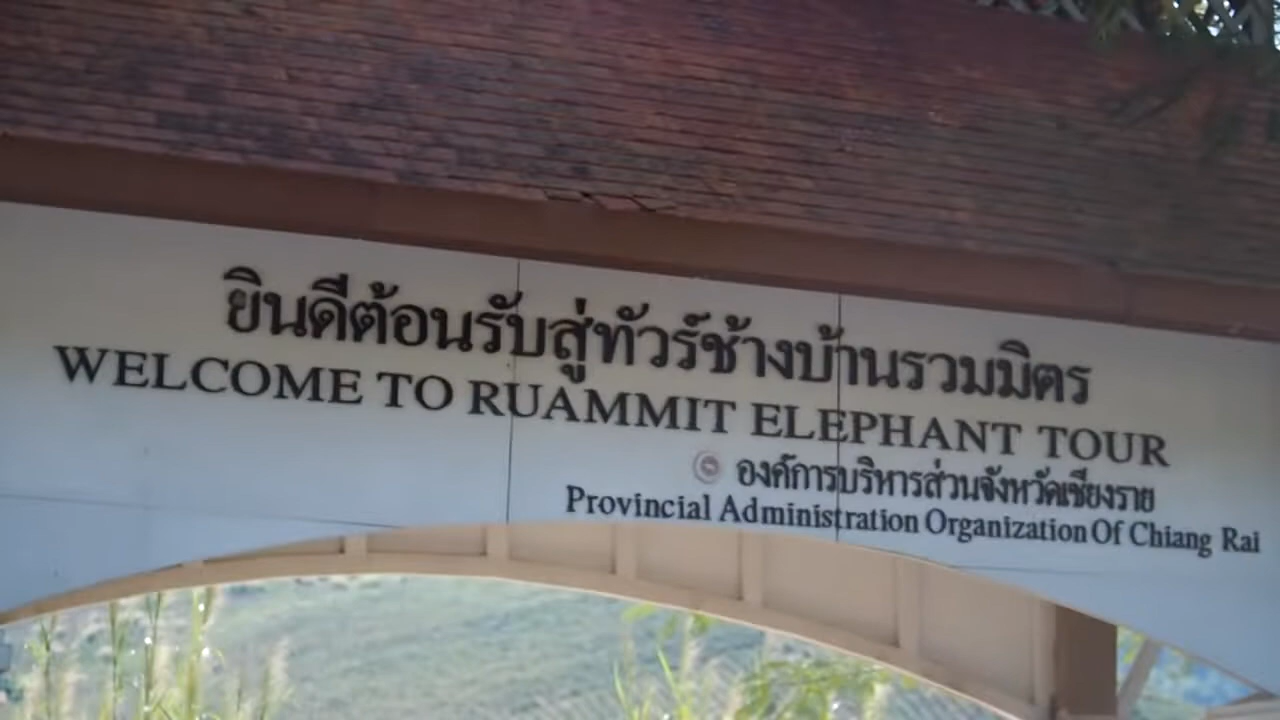 ยินดีต้อนรับสู่ทัวร์ช้างบ้านรวมมิตร
WELCOME TO RUAMMIT ELEPHANT TOUR
องค์การบริหารส่วนจังหวัดเชียงราย
Provincial Administration Organization Of Chiang Rai